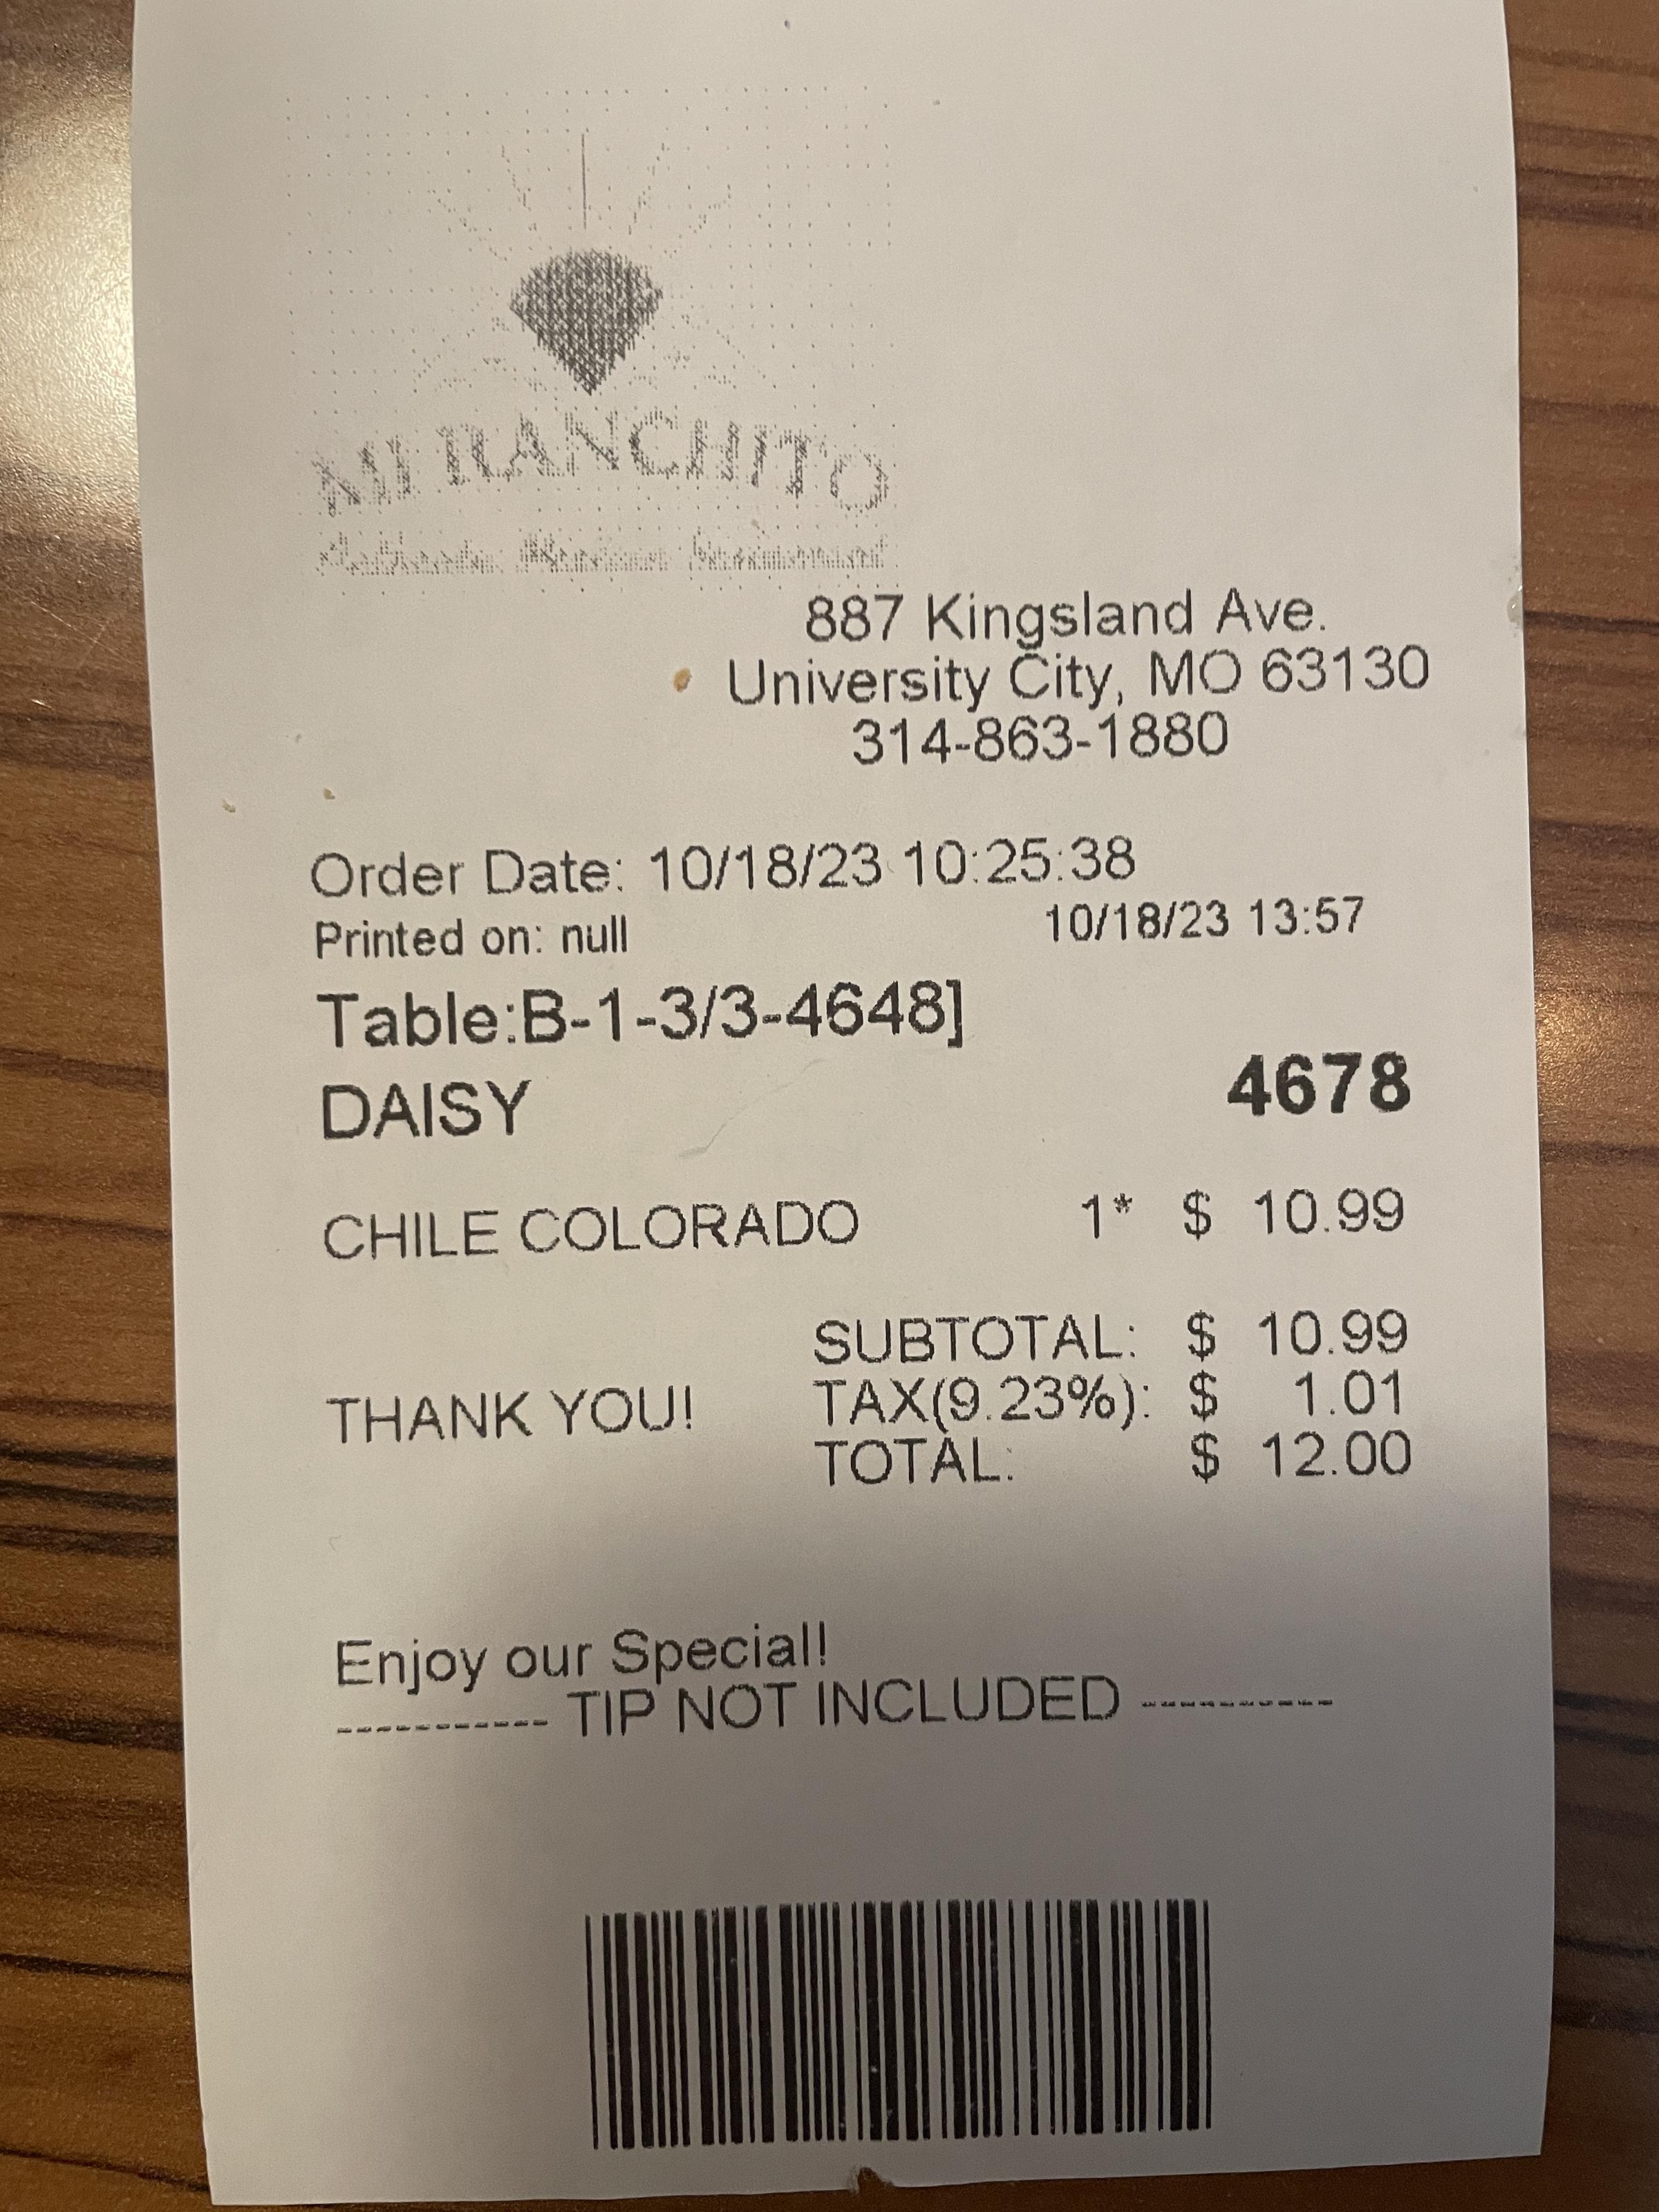 MI RANCHITO
Authentic Mexican Restaurant
887 Kingsland Ave.
University City, MO 63130
314-863-1880
Order Date: 10/18/23 10:25:38
Printed on: null 10/18/23 13:57
Table:B-1-3/3-4648]
DAISY 4678
CHILE COLORADO 1* $ 10.99
SUBTOTAL: $ 10.99
THANK YOU! TAX(9.23%): $ 1.01
TOTAL: $ 12.00
Enjoy our Special!
----------- TIP NOT INCLUDED ----------